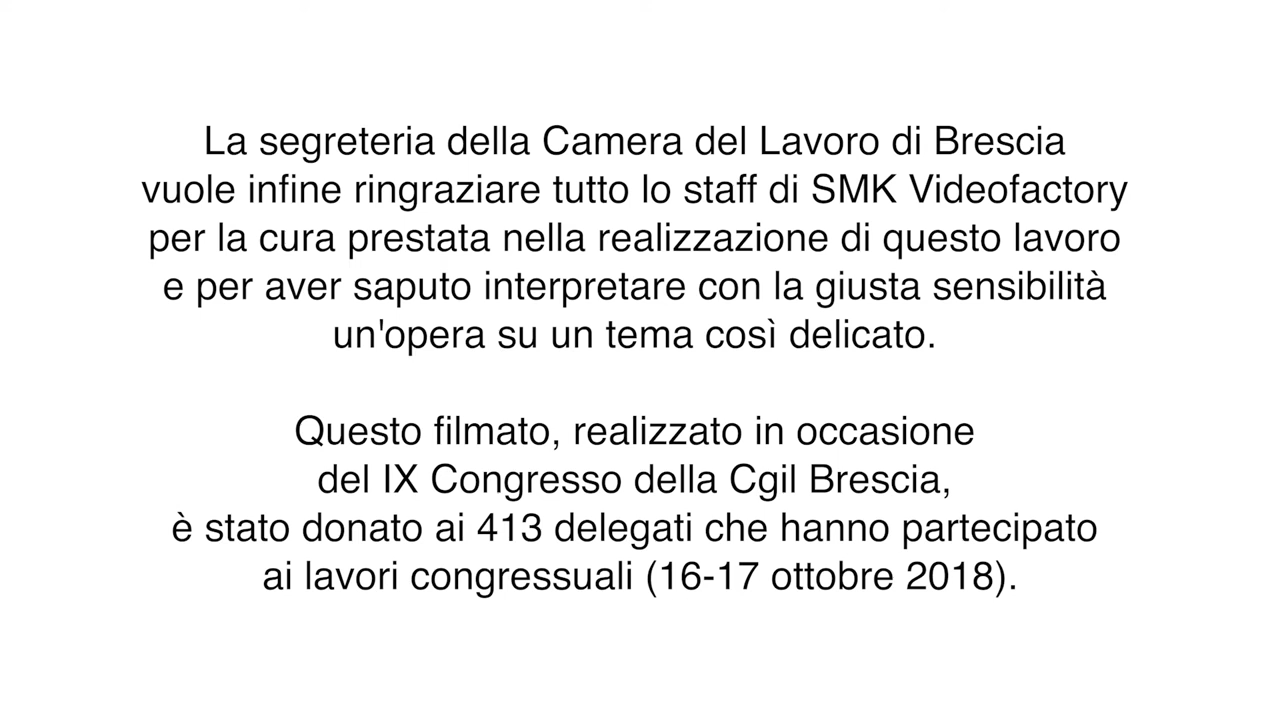 La segreteria della Camera del Lavoro di Brescia
vuole infine ringraziare tutto lo staff di SMK Videofactory
per la cura prestata nella realizzazione di questo lavoro
e per aver saputo interpretare con la giusta sensibilità
un'opera su un tema così delicato.
Questo filmato, realizzato in occasione
del IX Congresso della Cgil Brescia,
è stato donato ai 413 delegati che hanno partecipato
ai lavori congressuali (16-17 ottobre 2018).